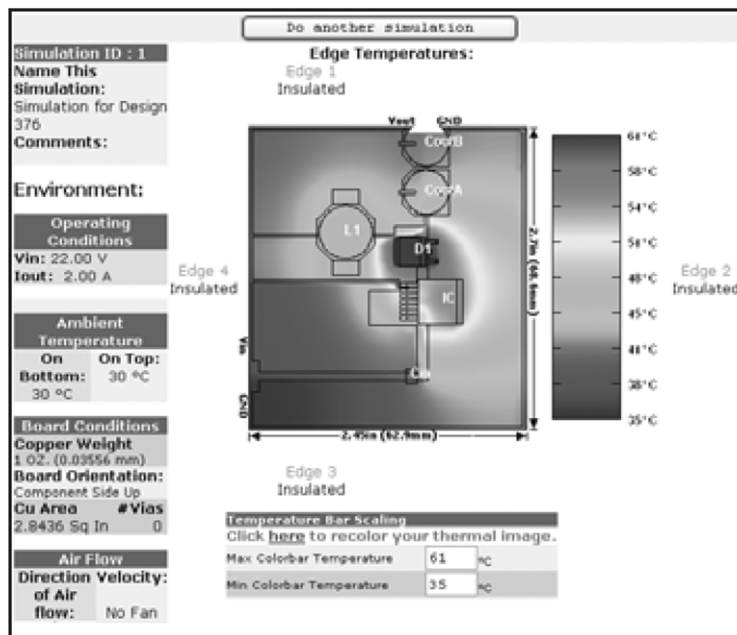 Do another simulation
Simulation ID : 1
Name This
Simulation:
Simulation for Design
376
Comments:
Environment:
Operating
Conditions
Vin: 22.00 V
Iout: 2.00 A
Ambient
Temperature
On Bottom: 30 °C
On Top: 30 °C
Board Conditions
Copper Weight
1 OZ. (0.03556 mm)
Board Orientation:
Component Side Up
Cu Area #Vias
2.8436 Sq In 0
Air Flow
Direction of Air flow:
Velocity: No Fan
Edge Temperatures:
Edge 1
Insulated
Vout GND
CoutB
CoutA
L1
D1
IC
Cin
Vin
GND
2.7in (68.6mm)
2.45in (62.9mm)
Edge 4
Insulated
Edge 2
Insulated
61°C
58°C
54°C
51°C
48°C
45°C
41°C
38°C
35°C
Edge 3
Insulated
Temperature Bar Scaling
Click here to recolor your thermal image.
Max Colorbar Temperature 61 °C
Min Colorbar Temperature 35 °C